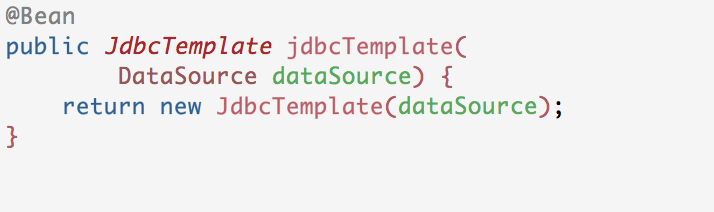 @Bean
public JdbcTemplate jdbcTemplate(
        DataSource dataSource) {
    return new JdbcTemplate(dataSource);
}